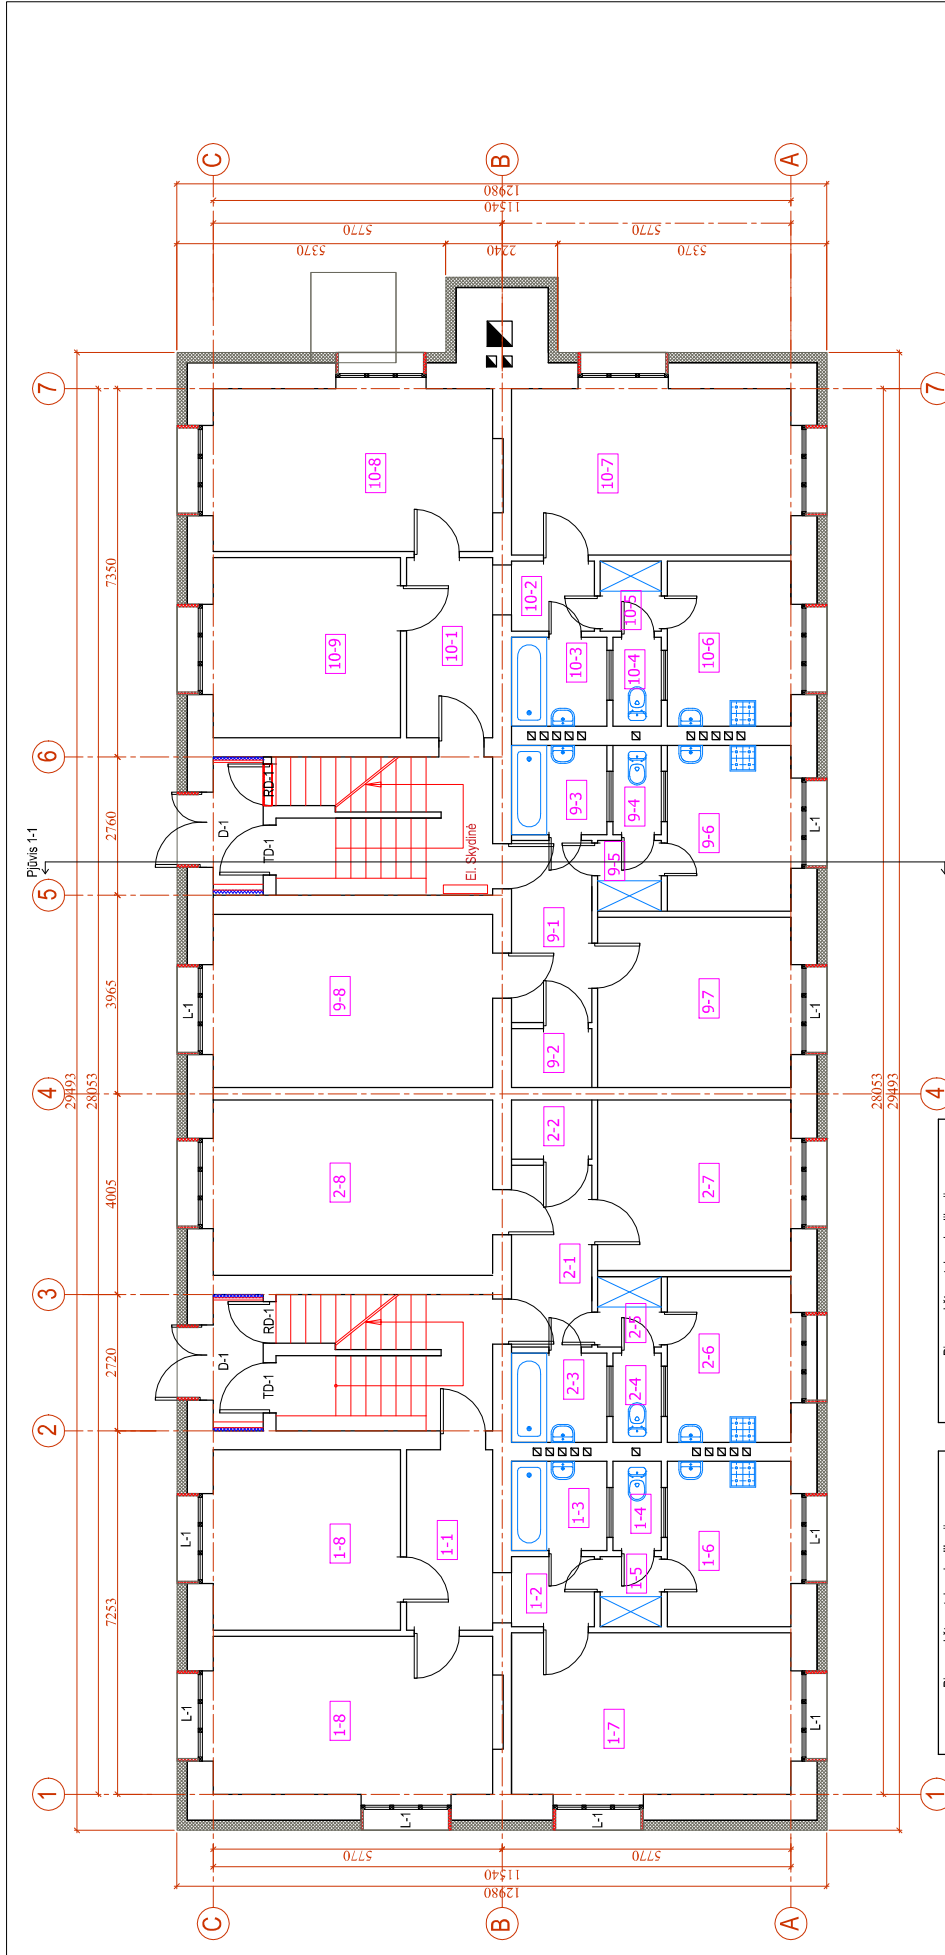 Pjūvis 1-1
1
2
3
4
5
6
7
29493
28053
7253
2720
4005
3965
2760
7350
C
B
A
12980
11540
5770
5770
C
B
A
12980
11540
5770
5770
5370
2240
5370
L-1
L-1
L-1
D-1
TD-1
RD-1
D-1
TD-1
RD-1
El. Skydinė
1-8
1-8
2-8
9-8
10-9
10-8
1-1
10-1
1-2
1-3
2-3
2-1
2-2
9-2
9-1
9-3
10-3
10-2
1-5
1-4
2-4
2-5
9-5
9-4
10-4
10-5
1-7
1-6
2-6
2-7
9-7
9-6
10-6
10-7
L-1
L-1
L-1
L-1
L-1
L-1
28053
29493
1
4
7